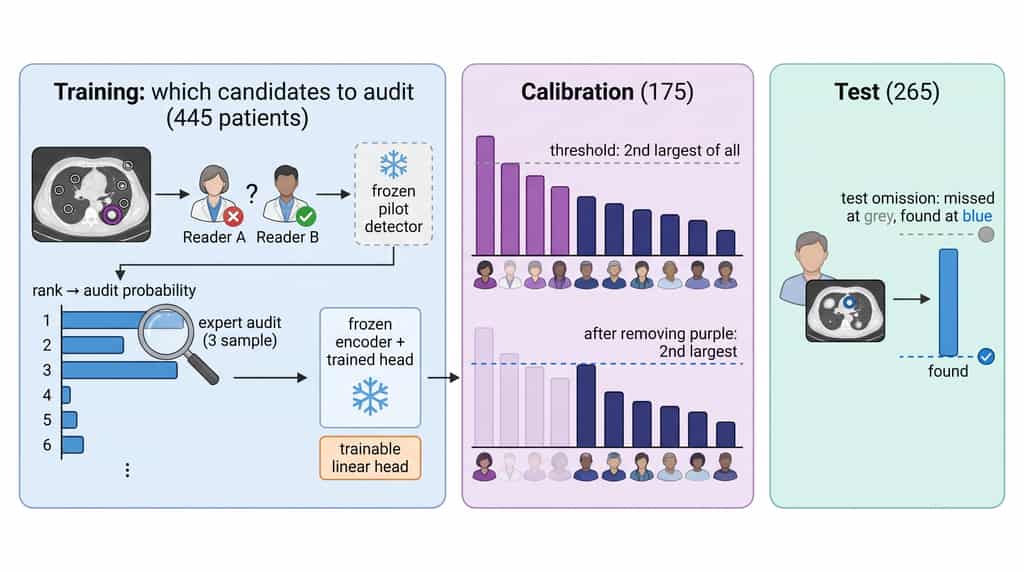 Training: which candidates to audit
(445 patients)
?
Reader A
Reader B
frozen
pilot
detector
rank → audit probability
1
2
3
4
5
6
⋮
expert audit
(3 sample)
frozen
encoder +
trained head
trainable
linear head
Calibration (175)
threshold: 2nd largest of all
after removing purple:
2nd largest
Test (265)
test omission: missed
at grey, found at blue
found